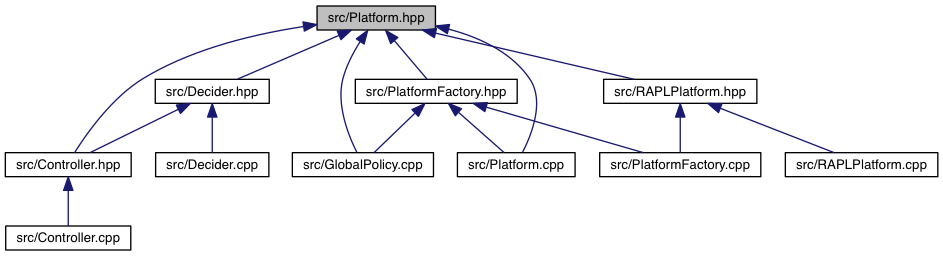 src/Platform.hpp
src/Decider.hpp
src/PlatformFactory.hpp
src/RAPLPlatform.hpp
src/Controller.hpp
src/Decider.cpp
src/GlobalPolicy.cpp
src/Platform.cpp
src/PlatformFactory.cpp
src/RAPLPlatform.cpp
src/Controller.cpp